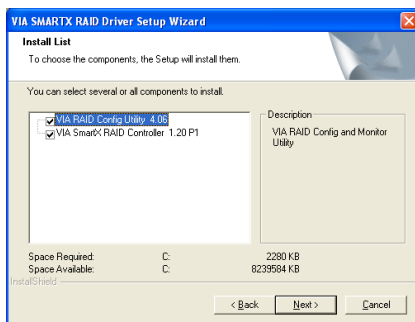 VIA SMARTX RAID Driver Setup Wizard
Install List
To choose the components, the Setup will install them.
You can select several or all components to install.
VIA RAID Config Utility 4.06
VIA SmartX RAID Controller 1.20 P1
Description
VIA RAID Config and Monitor
Utility
Space Required: C: 2280 KB
Space Available: C: 8239584 KB
InstallShield
< Back Next > Cancel